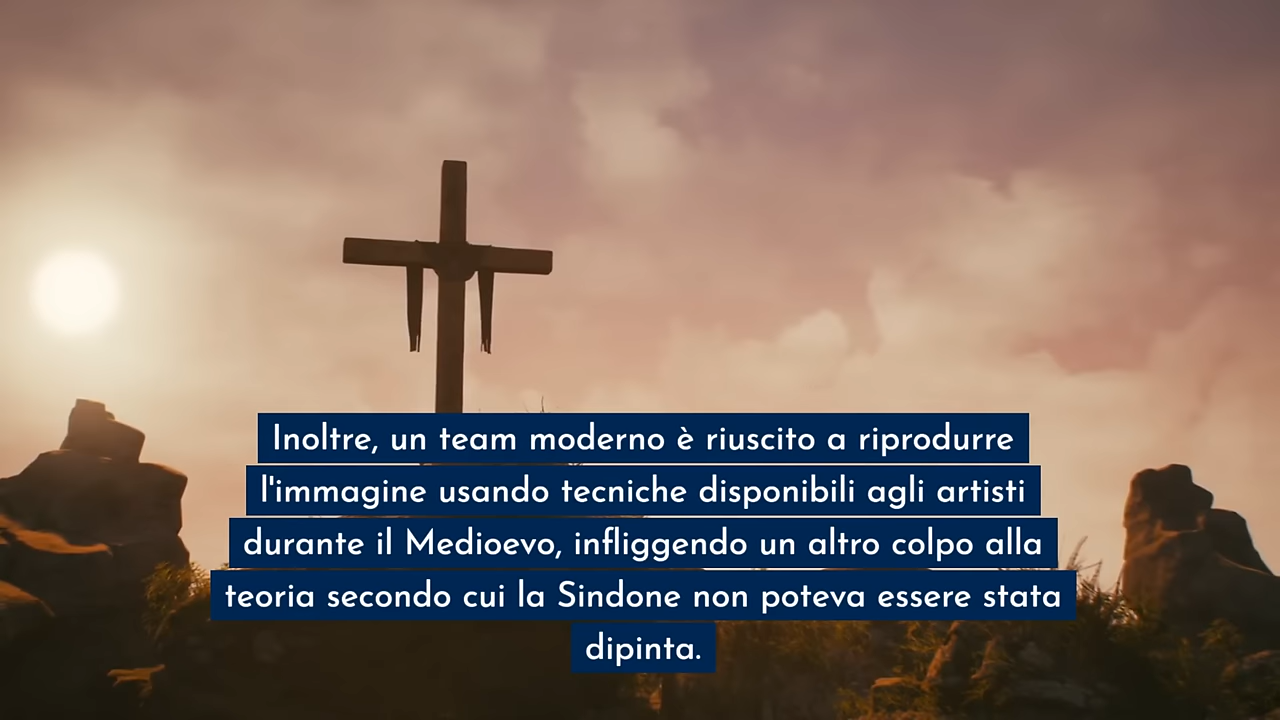 Inoltre, un team moderno è riuscito a riprodurre
l'immagine usando tecniche disponibili agli artisti
durante il Medioevo, infliggendo un altro colpo alla
teoria secondo cui la Sindone non poteva essere stata
dipinta.